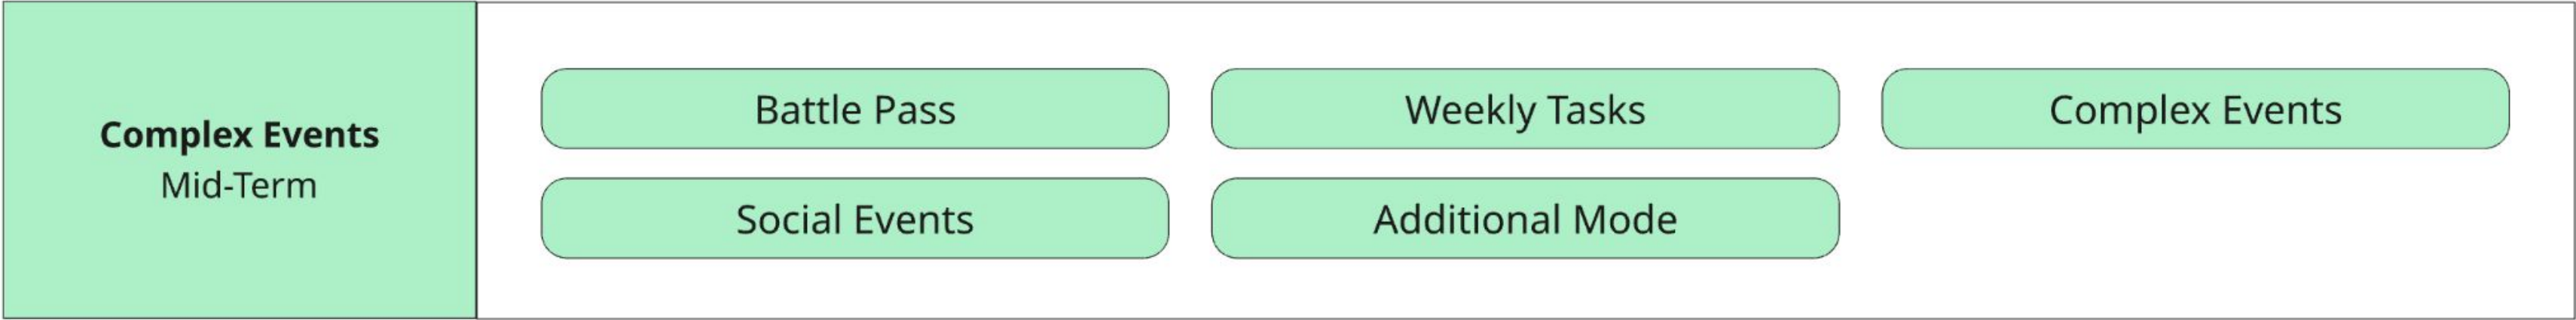 Complex Events
Mid-Term
Battle Pass
Weekly Tasks
Complex Events
Social Events
Additional Mode